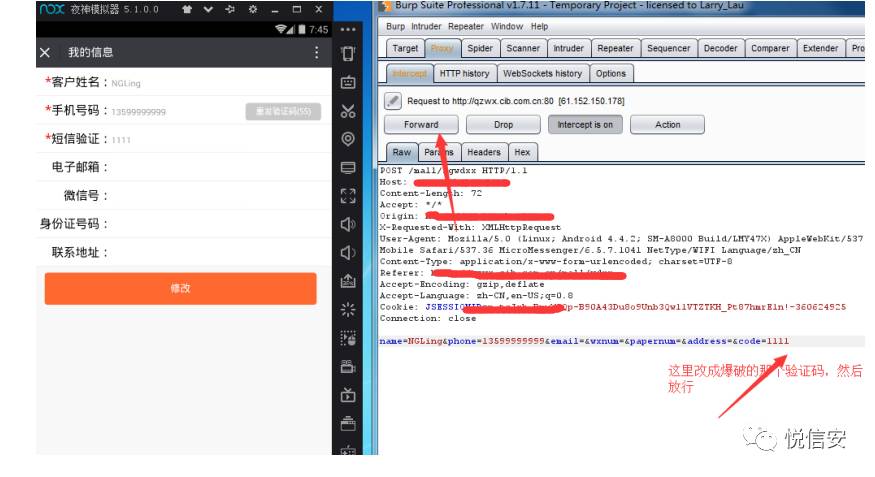 nox 夜神模拟器 5.1.0.0
7:45
我的信息
*客户姓名：NGLing
*手机号码：13599999999 重发验证码(55)
*短信验证：1111
电子邮箱：
微信号：
身份证号码：
联系地址：
修改
Burp Suite Professional v1.7.11 - Temporary Project - licensed to Larry_Lau
Burp Intruder Repeater Window Help
Target Proxy Spider Scanner Intruder Repeater Sequencer Decoder Comparer Extender Pro
Intercept HTTP history WebSockets history Options
Request to http://qzwx.cib.com.cn:80 [61.152.150.178]
Forward Drop Intercept is on Action
Raw Params Headers Hex
POST /mall/ HTTP/1.1
Host:
Content-Length: 72
Accept: */*
Origin:
X-Requested-With: XMLHttpRequest
User-Agent: Mozilla/5.0 (Linux; Android 4.4.2; SM-A8000 Build/LMY47X) AppleWebKit/537
Mobile Safari/537.36 MicroMessenger/6.5.7.1041 NetType/WIFI Language/zh_CN
Content-Type: application/x-www-form-urlencoded; charset=UTF-8
Referer:
Accept-Encoding: gzip,deflate
Accept-Language: zh-CN,en-US;q=0.8
Cookie:
Connection: close
name=NGLing&phone=13599999999&email=&wxnum=&papernum=&address=&code=1111
这里改成爆破的那个验证码，然后
放行
悦信安